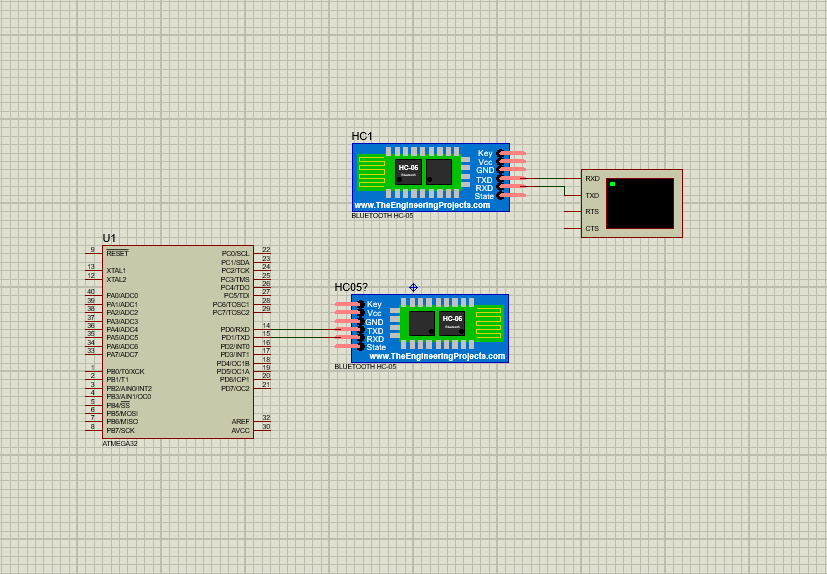 HC1
HC-05
Bluetooth
Key
Vcc
GND
TXD
RXD
State
www.TheEngineeringProjects.com
BLUETOOTH HC-05
RXD
TXD
RTS
CTS
U1
9 RESET PC0/SCL 22
PC1/SDA 23
13 XTAL1 PC2/TCK 24
12 XTAL2 PC3/TMS 25
PC4/TDO 26
40 PA0/ADC0 PC5/TDI 27
39 PA1/ADC1 PC6/TOSC1 28
38 PA2/ADC2 PC7/TOSC2 29
37 PA3/ADC3
36 PA4/ADC4 PD0/RXD 14
35 PA5/ADC5 PD1/TXD 15
34 PA6/ADC6 PD2/INT0 16
33 PA7/ADC7 PD3/INT1 17
PD4/OC1B 18
1 PB0/T0/XCK PD5/OC1A 19
2 PB1/T1 PD6/ICP1 20
3 PB2/AIN0/INT2 PD7/OC2 21
4 PB3/AIN1/OC0
5 PB4/SS
6 PB5/MOSI
7 PB6/MISO AREF 32
8 PB7/SCK AVCC 30
ATMEGA32
HC05?
Key
Vcc
GND
TXD
RXD
State
HC-05
Bluetooth
www.TheEngineeringProjects.com
BLUETOOTH HC-05